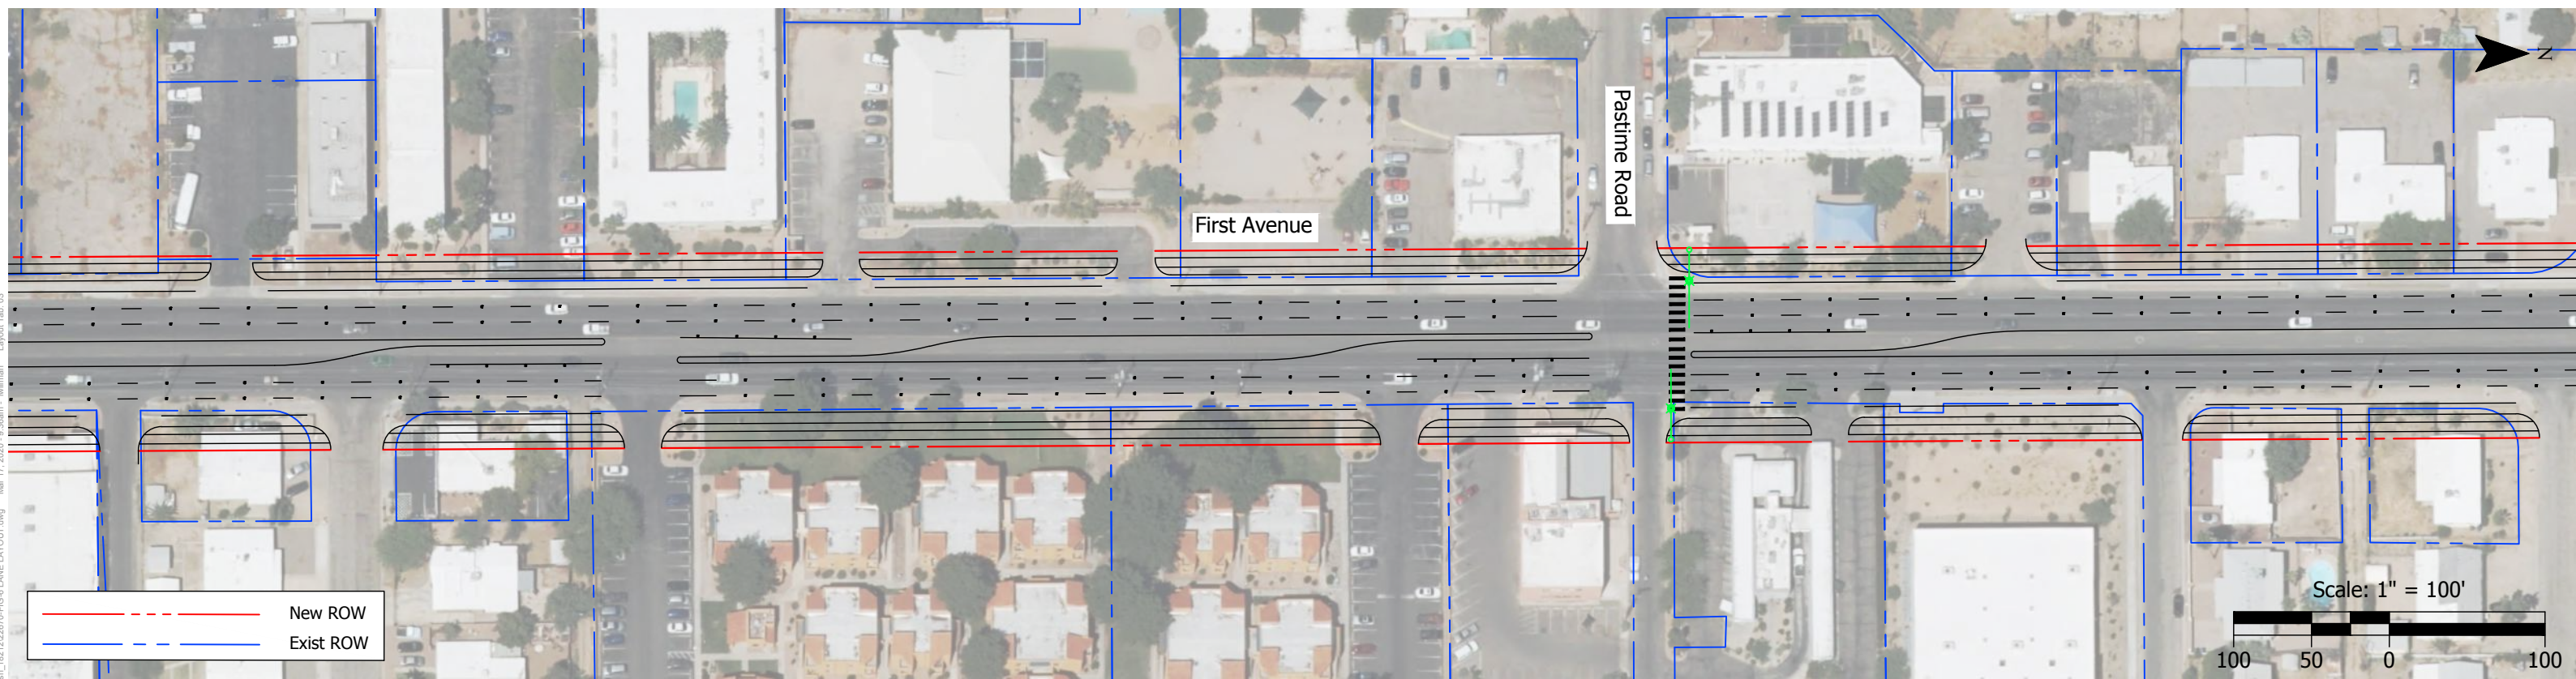 N
Pastime Road
First Avenue
New ROW
Exist ROW
Scale: 1" = 100'
100 50 0 100